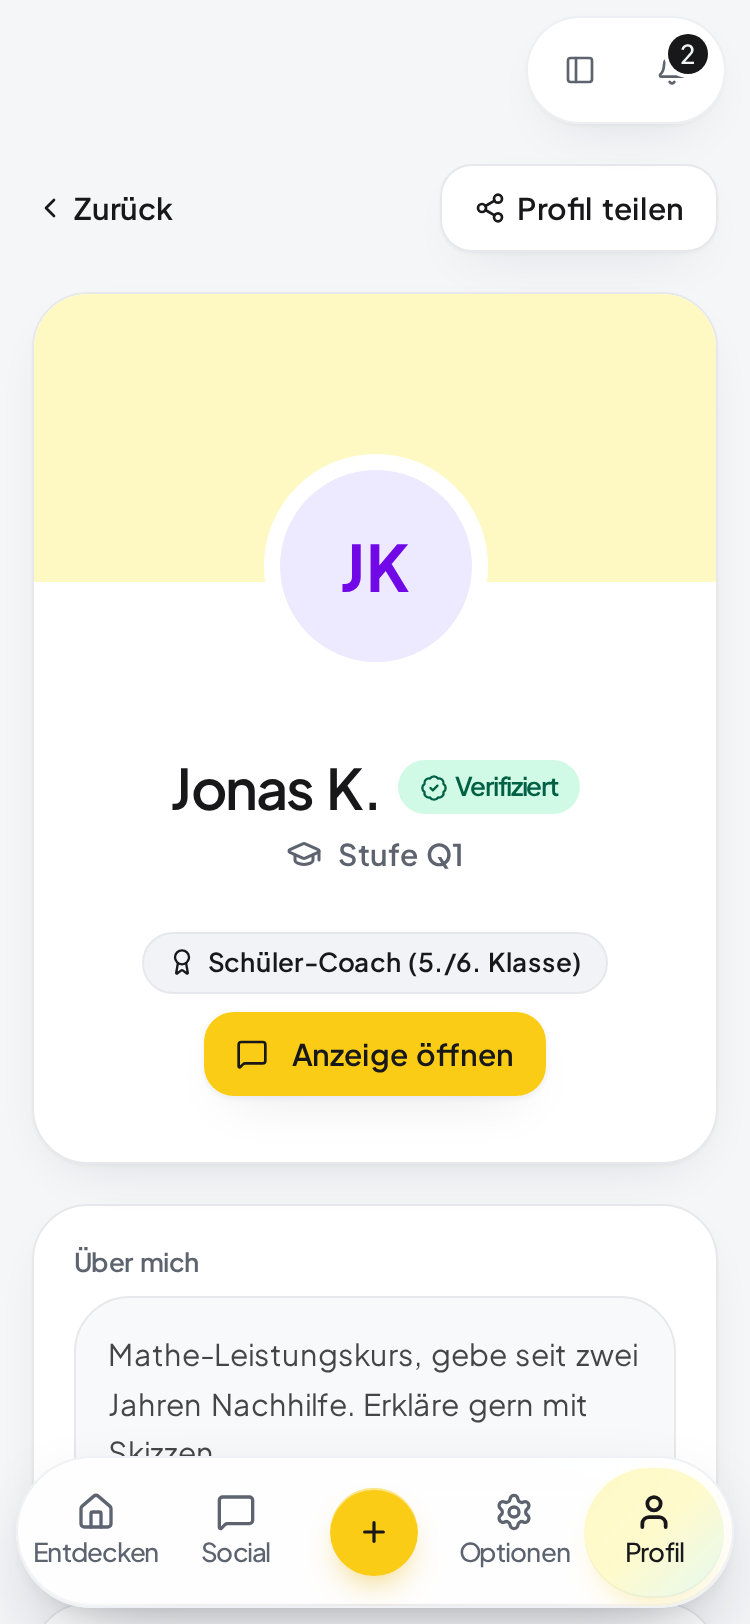 2
Zurück
Profil teilen
JK
Jonas K.
Verifiziert
Stufe Q1
Schüler-Coach (5./6. Klasse)
Anzeige öffnen
Über mich
Mathe-Leistungskurs, gebe seit zwei
Jahren Nachhilfe. Erkläre gern mit
Skizzen
Entdecken
Social
Optionen
Profil